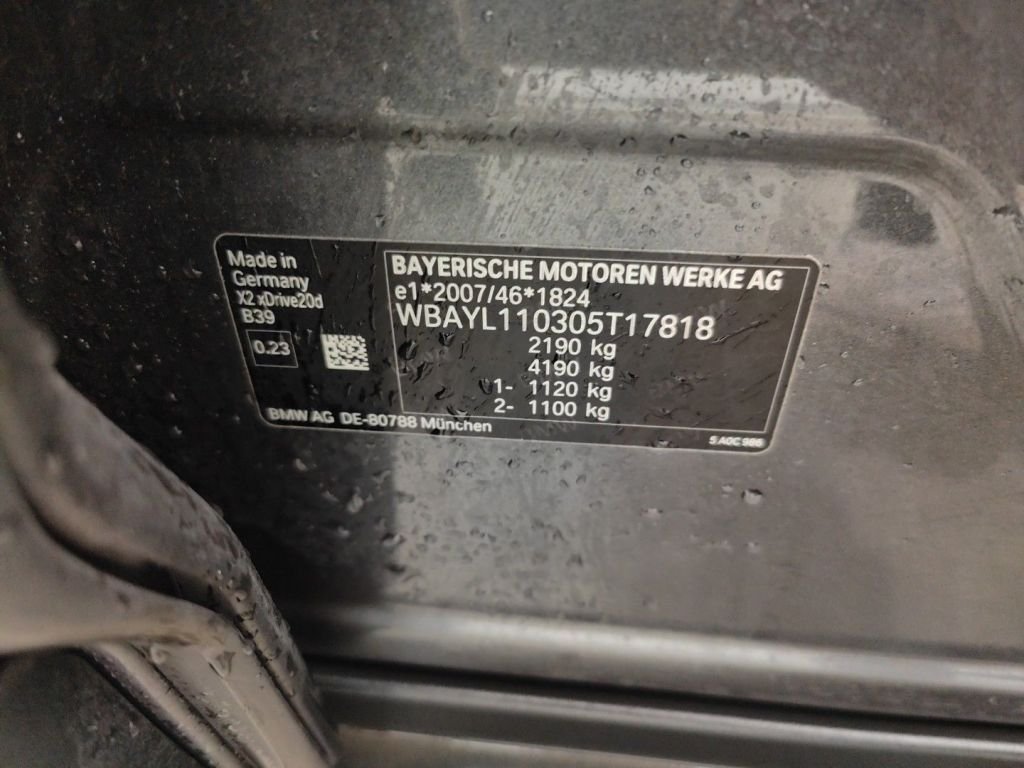 Made in
Germany
X2 xDrive20d
B39
0.23
BAYERISCHE MOTOREN WERKE AG
e1*2007/46*1824
WBAYL110305T17818
2190 kg
4190 kg
1- 1120 kg
2- 1100 kg
BMW AG DE-80788 München
5 A0C 986